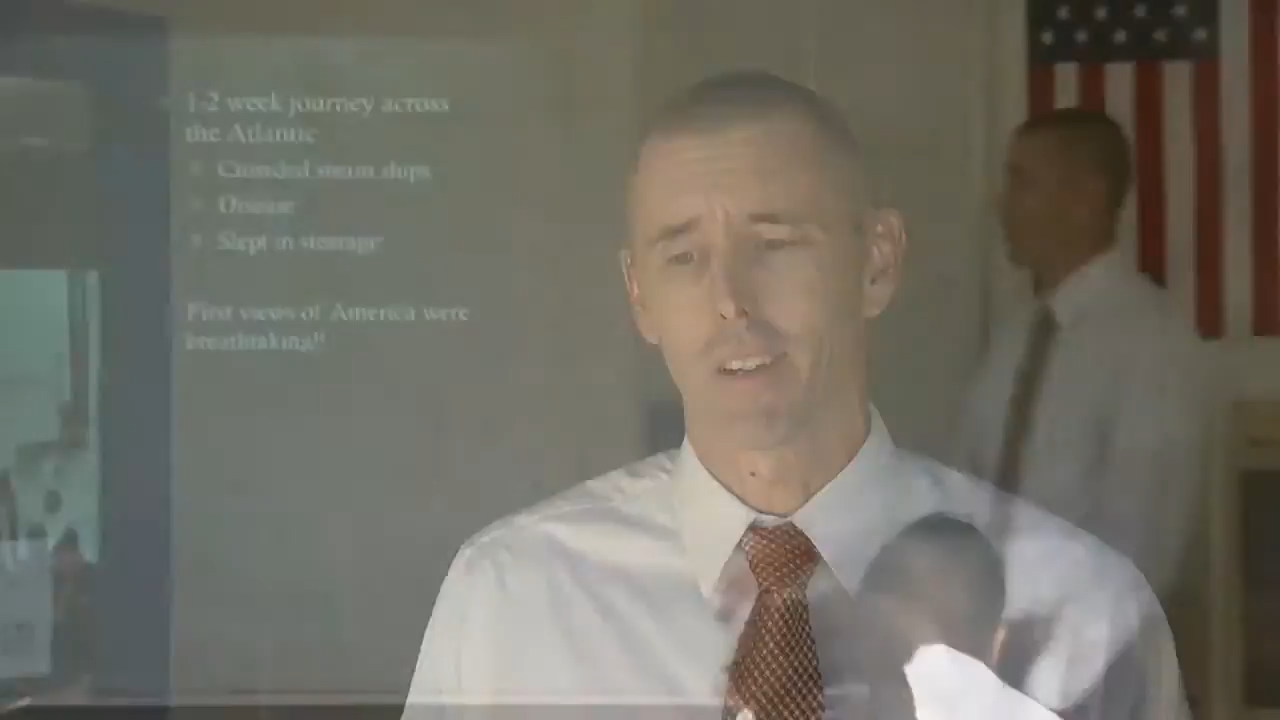 1-2 week journey across
the Atlantic
Crowded steam ships
Disease
Slept in steerage
First views of America were
breathtaking!!